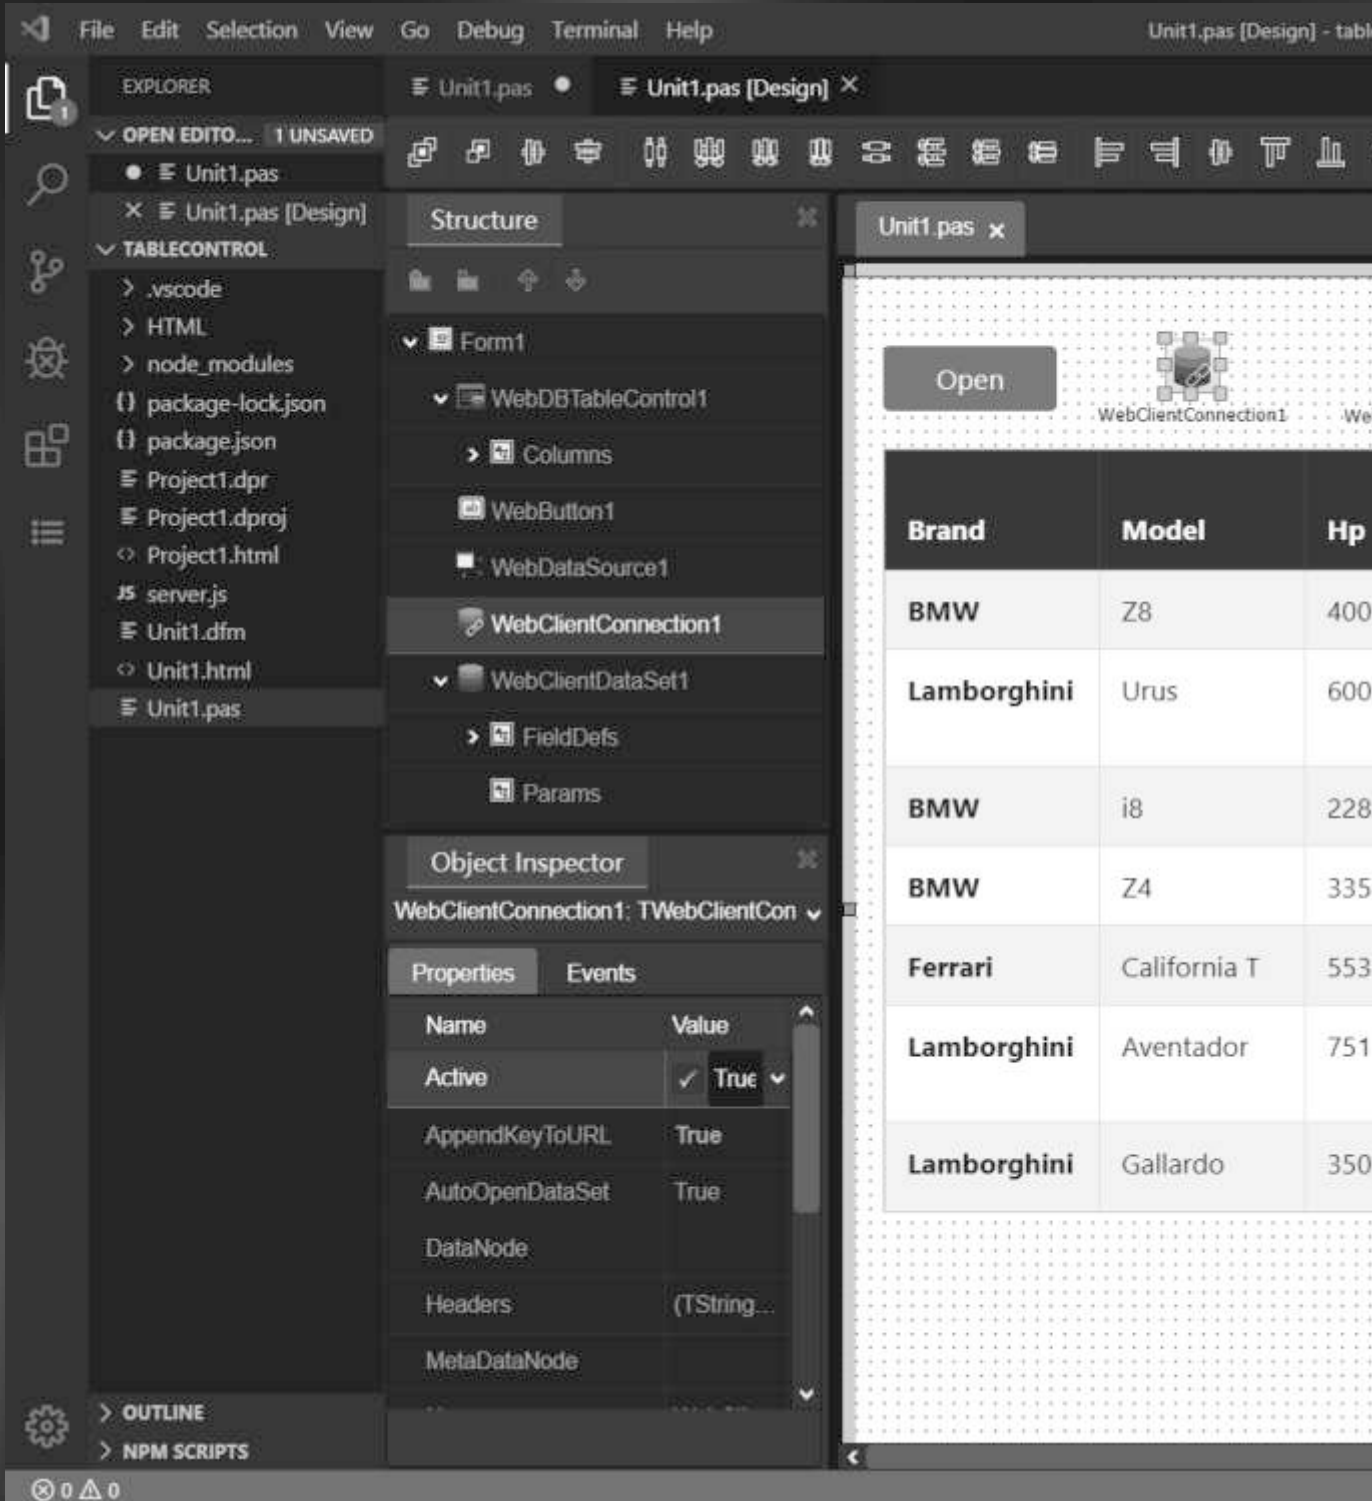 File Edit Selection View Go Debug Terminal Help
Unit1.pas [Design] - tabl
EXPLORER
OPEN EDITO... 1 UNSAVED
Unit1.pas
Unit1.pas [Design]
TABLECONTROL
.vscode
HTML
node_modules
{} package-lock.json
{} package.json
Project1.dpr
Project1.dproj
<> Project1.html
JS server.js
Unit1.dfm
<> Unit1.html
Unit1.pas
OUTLINE
NPM SCRIPTS
1
0 0
Unit1.pas
Unit1.pas [Design]
Structure
Form1
WebDBTableControl1
Columns
WebButton1
WebDataSource1
WebClientConnection1
WebClientDataSet1
FieldDefs
Params
Object Inspector
WebClientConnection1: TWebClientCon
Properties Events
Name Value
Active True
AppendKeyToURL True
AutoOpenDataSet True
DataNode
Headers (TString...
MetaDataNode
Unit1.pas
Open
WebClientConnection1
We
Brand Model Hp
BMW Z8 400
Lamborghini Urus 600
BMW i8 228
BMW Z4 335
Ferrari California T 553
Lamborghini Aventador 751
Lamborghini Gallardo 350